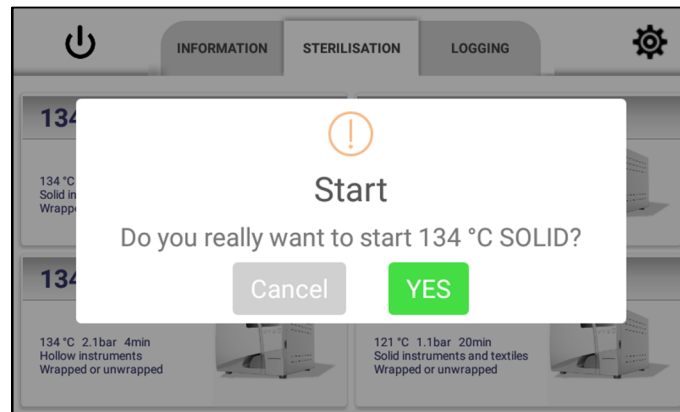 INFORMATION STERILISATION LOGGING
134
Start
134 °C
Solid in
Wrapp
Do you really want to start 134 °C SOLID?
134
Cancel YES
134 °C 2.1bar 4min
Hollow instruments
Wrapped or unwrapped
121 °C 1.1bar 20min
Solid instruments and textiles
Wrapped or unwrapped